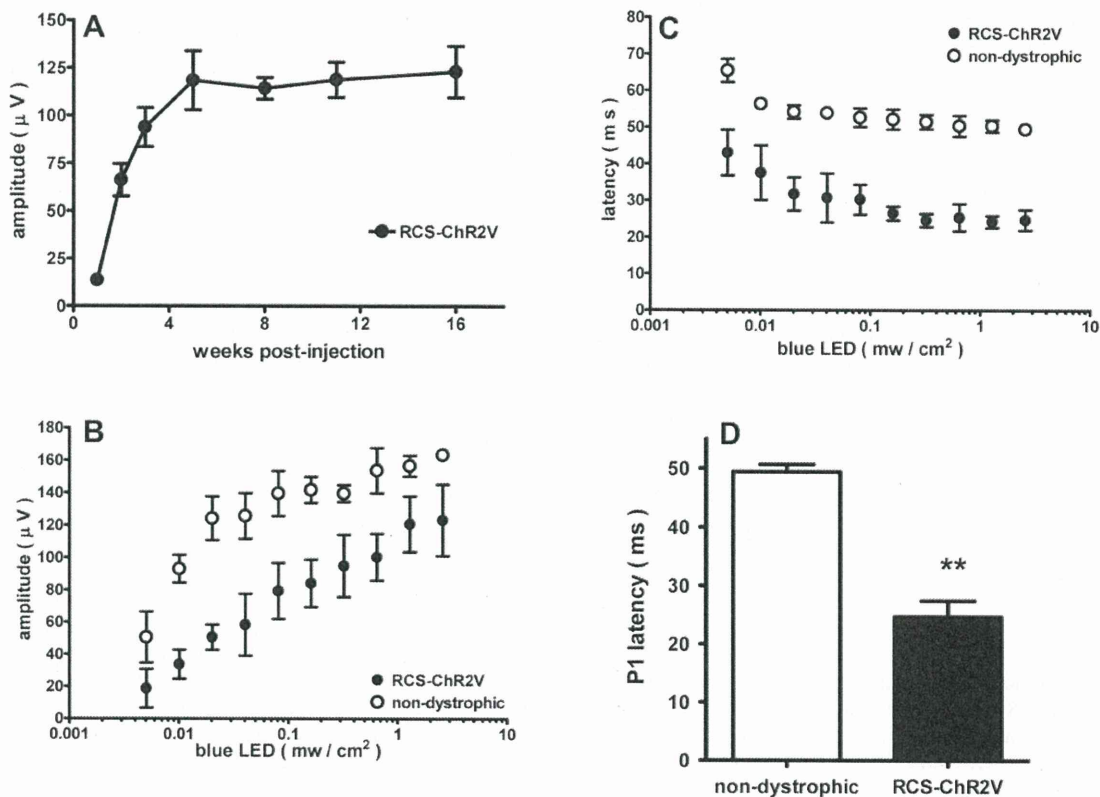 A
amplitude ( μ V )
150
125
100
75
50
25
0
0 4 8 12 16
weeks post-injection
RCS-ChR2V
B
amplitude ( μ V )
180
160
140
120
100
80
60
40
20
0
0.001 0.01 0.1 1 10
blue LED ( mw / cm²)
RCS-ChR2V
non-dystrophic
C
latency ( m s )
80
70
60
50
40
30
20
10
0
0.001 0.01 0.1 1 10
blue LED ( mw / cm² )
RCS-ChR2V
non-dystrophic
D
P1 latency ( ms )
50
40
30
20
10
0
**
non-dystrophic RCS-ChR2V